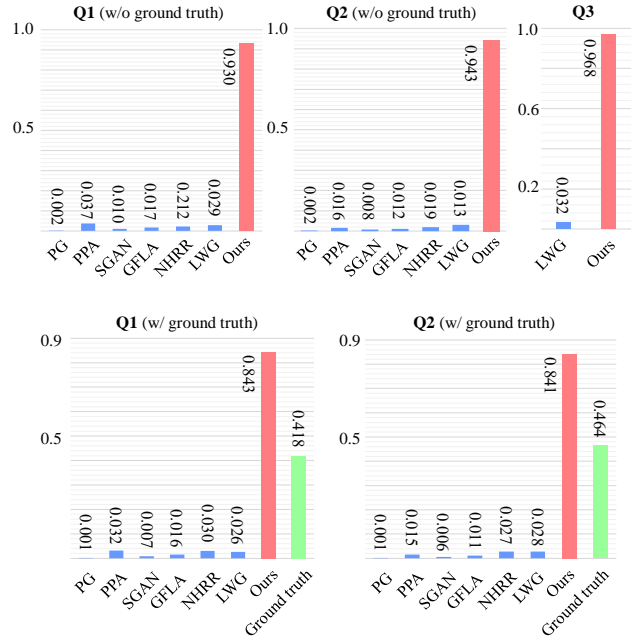 Q1 (w/o ground truth)
1.0
0.5
0.002
0.037
0.010
0.017
0.212
0.029
0.930
PG
PPA
SGAN
GFLA
NHRR
LWG
Ours
Q2 (w/o ground truth)
1.0
0.5
0.002
0.016
0.008
0.012
0.019
0.013
0.943
PG
PPA
SGAN
GFLA
NHRR
LWG
Ours
Q3
1.0
0.6
0.2
0.032
0.968
LWG
Ours
Q1 (w/ ground truth)
0.9
0.5
0.001
0.032
0.007
0.016
0.030
0.026
0.843
0.418
PG
PPA
SGAN
GFLA
NHRR
LWG
Ours
Ground truth
Q2 (w/ ground truth)
0.9
0.5
0.001
0.015
0.006
0.011
0.027
0.028
0.841
0.464
PG
PPA
SGAN
GFLA
NHRR
LWG
Ours
Ground truth